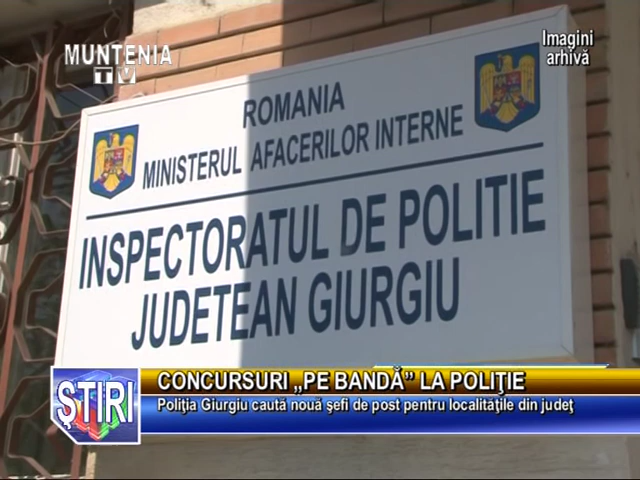 MUNTENIA
TV
Imagini
arhivă
ROMANIA
MINISTERUL AFACERILOR INTERNE
INSPECTORATUL DE POLITIE
JUDETEAN GIURGIU
ŞTIRI
CONCURSURI „PE BANDĂ” LA POLIŢIE
Poliţia Giurgiu caută nouă şefi de post pentru localităţile din judeţ